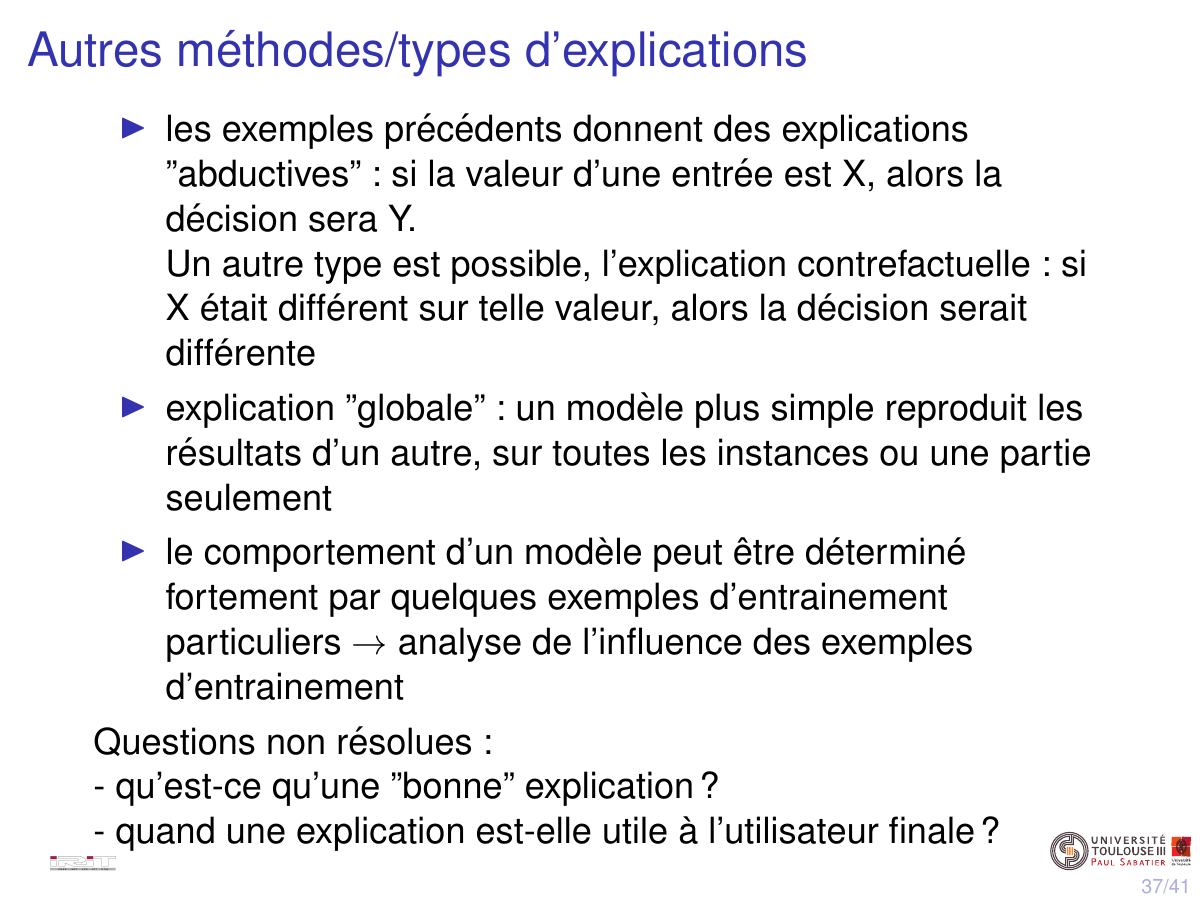 Autres méthodes/types d'explications
▶ les exemples précédents donnent des explications
"abductives" : si la valeur d'une entrée est X, alors la
décision sera Y.
Un autre type est possible, l'explication contrefactuelle : si
X était différent sur telle valeur, alors la décision serait
différente
▶ explication "globale" : un modèle plus simple reproduit les
résultats d'un autre, sur toutes les instances ou une partie
seulement
▶ le comportement d'un modèle peut être déterminé
fortement par quelques exemples d'entrainement
particuliers → analyse de l'influence des exemples
d'entrainement
Questions non résolues :
- qu'est-ce qu'une "bonne" explication ?
- quand une explication est-elle utile à l'utilisateur finale ?
IRIT
UNIVERSITÉ
TOULOUSE III
PAUL SABATIER
37/41